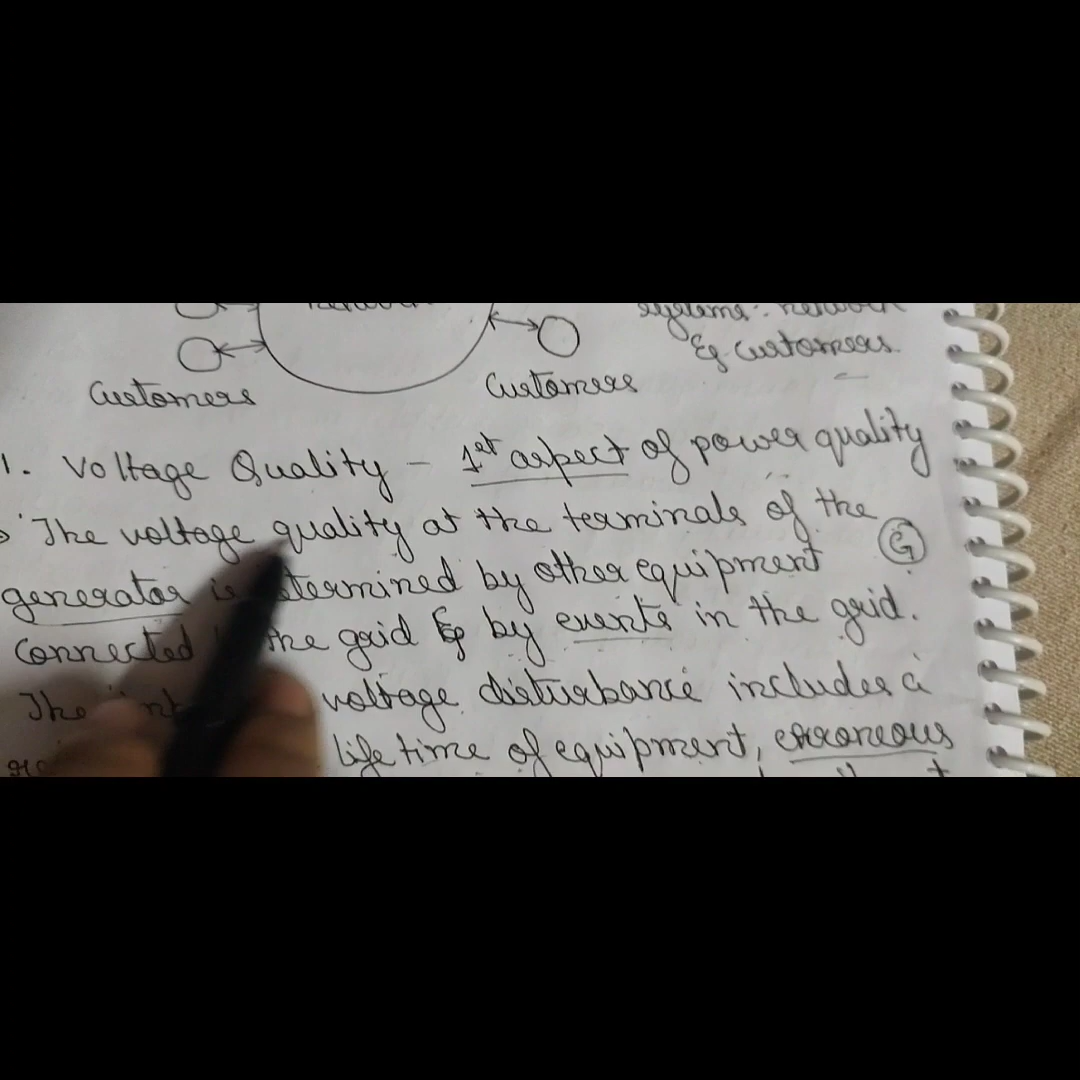 Eg. Customers.
Customers
Customers
1. Voltage Quality - 1st aspect of power quality
The voltage quality at the terminals of the
generator is determined by other equipment G
connected the grid & by events in the grid.
The voltage disturbance includes a
life time of equipment, erroneous